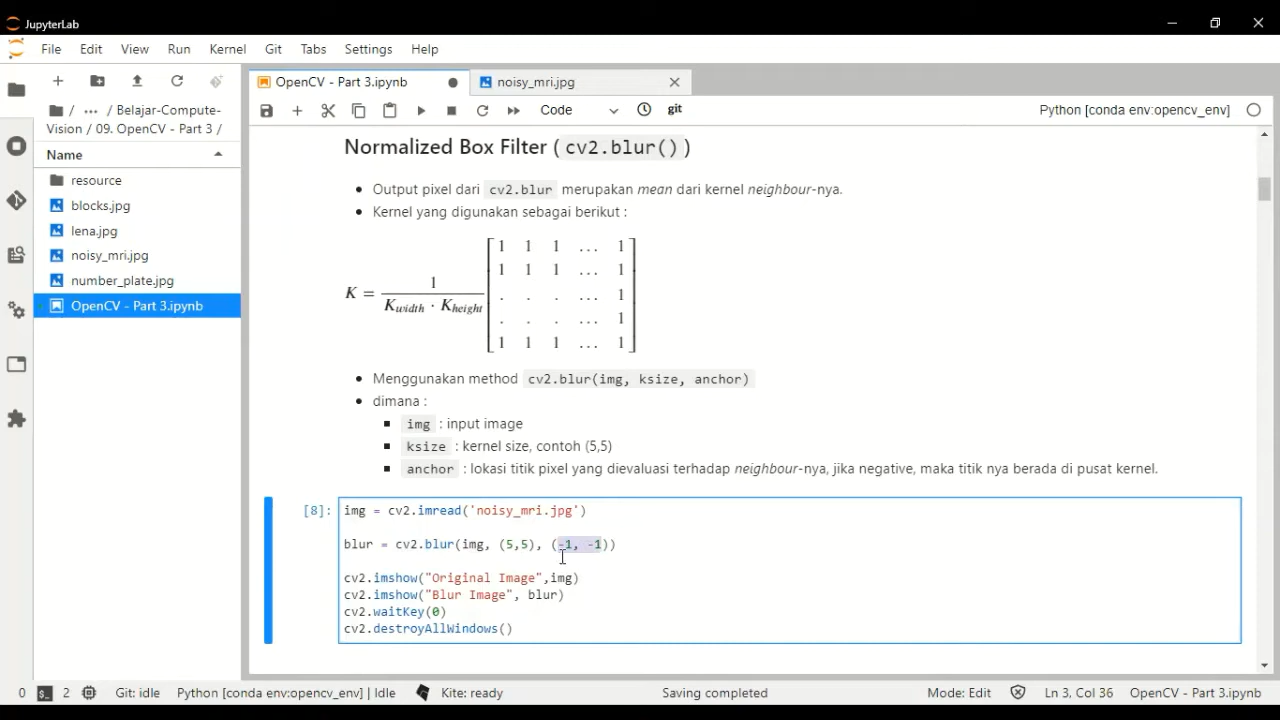 JupyterLab
File Edit View Run Kernel Git Tabs Settings Help
OpenCV - Part 3.ipynb
noisy_mri.jpg
/ ... / Belajar-Compute-
Vision / 09. OpenCV - Part 3 /
Code
git
Python [conda env:opencv_env]
Name
resource
blocks.jpg
lena.jpg
noisy_mri.jpg
number_plate.jpg
OpenCV - Part 3.ipynb
Normalized Box Filter ( cv2.blur() )
Output pixel dari cv2.blur merupakan mean dari kernel neighbour-nya.
Kernel yang digunakan sebagai berikut :
K = 1 / (K_width · K_height)
1 1 1 ... 1
1 1 1 ... 1
. . . ... 1
. . . ... 1
1 1 1 ... 1
Menggunakan method cv2.blur(img, ksize, anchor)
dimana :
img : input image
ksize : kernel size, contoh (5,5)
anchor : lokasi titik pixel yang dievaluasi terhadap neighbour-nya, jika negative, maka titik nya berada di pusat kernel.
[8]: img = cv2.imread('noisy_mri.jpg')
blur = cv2.blur(img, (5,5), (-1, -1))
cv2.imshow("Original Image",img)
cv2.imshow("Blur Image", blur)
cv2.waitKey(0)
cv2.destroyAllWindows()
0 2 Git: idle Python [conda env:opencv_env] | Idle Kite: ready Saving completed Mode: Edit Ln 3, Col 36 OpenCV - Part 3.ipynb